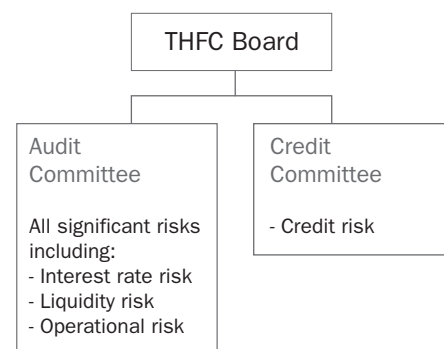 THFC Board
Audit
Committee
All significant risks
including:
- Interest rate risk
- Liquidity risk
- Operational risk
Credit
Committee
- Credit risk